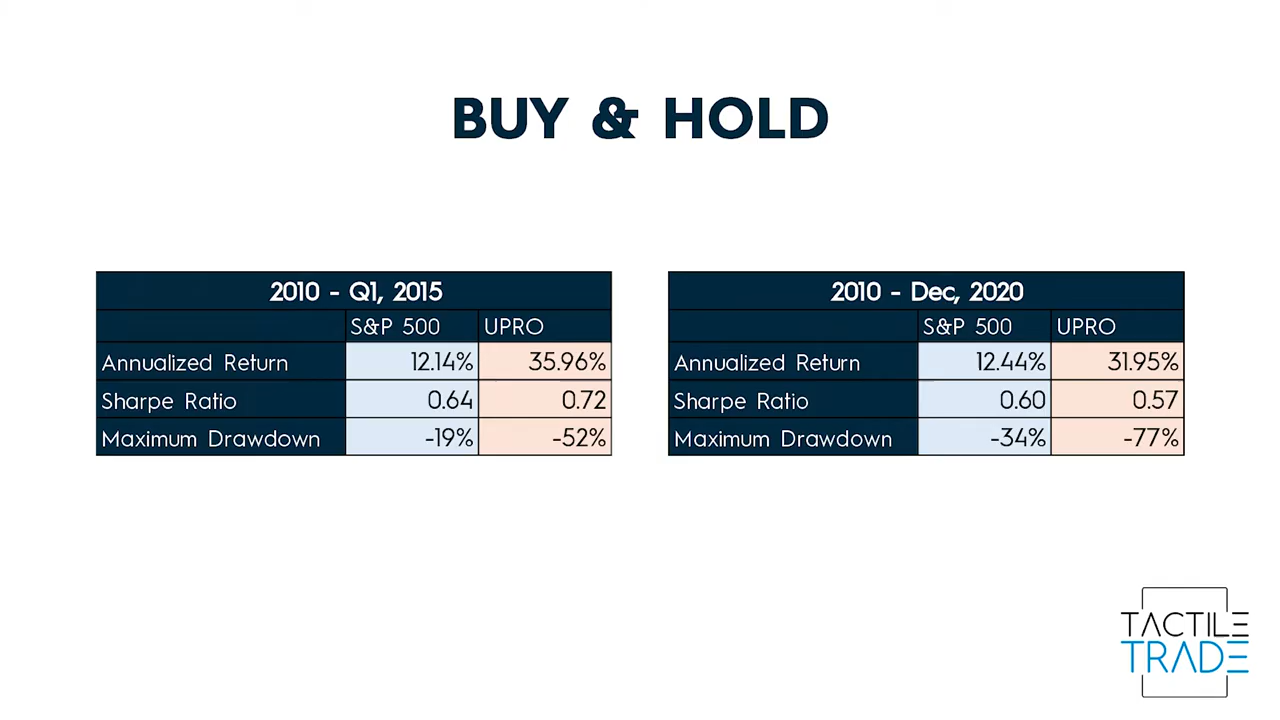 BUY & HOLD
2010 - Q1, 2015
S&P 500 UPRO
Annualized Return 12.14% 35.96%
Sharpe Ratio 0.64 0.72
Maximum Drawdown -19% -52%
2010 - Dec, 2020
S&P 500 UPRO
Annualized Return 12.44% 31.95%
Sharpe Ratio 0.60 0.57
Maximum Drawdown -34% -77%
TACTILE
TRADE